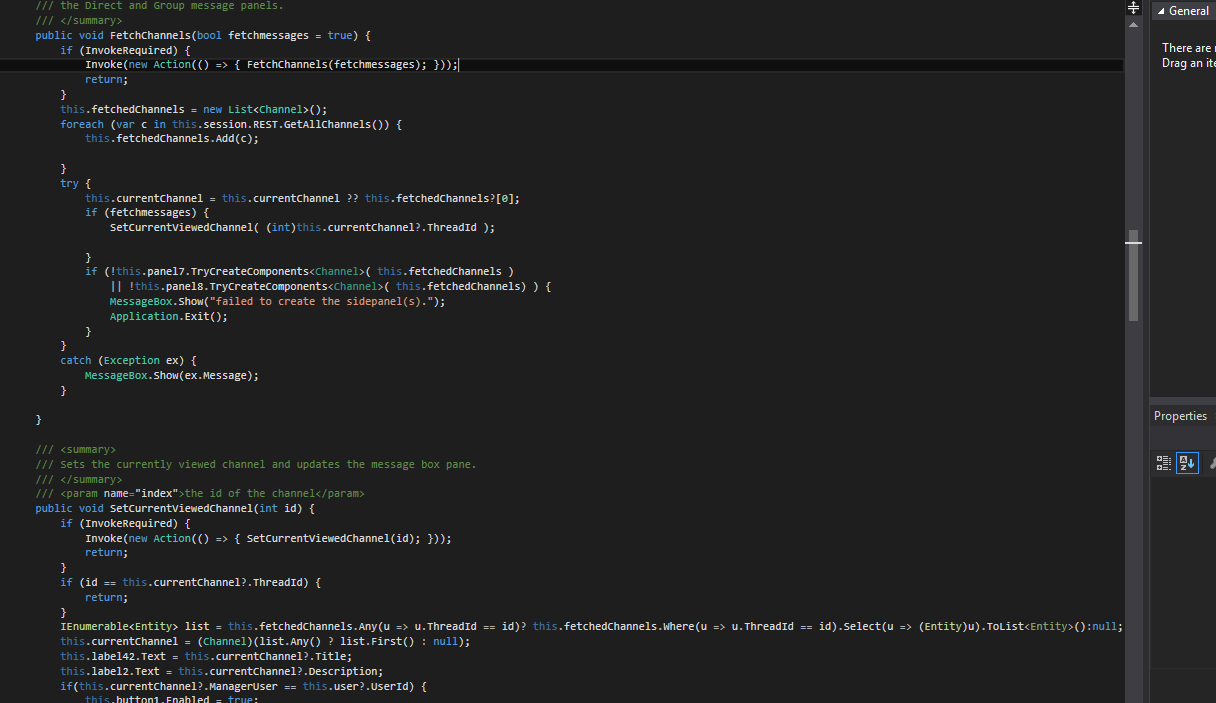 /// the Direct and Group message panels.
/// </summary>
public void FetchChannels(bool fetchmessages = true) {
if (InvokeRequired) {
Invoke(new Action(() => { FetchChannels(fetchmessages); }));
return;
}
this.fetchedChannels = new List<Channel>();
foreach (var c in this.session.REST.GetAllChannels()) {
this.fetchedChannels.Add(c);
}
try {
this.currentChannel = this.currentChannel ?? this.fetchedChannels?[0];
if (fetchmessages) {
SetCurrentViewedChannel( (int)this.currentChannel?.ThreadId );
}
if (!this.panel7.TryCreateComponents<Channel>( this.fetchedChannels )
|| !this.panel8.TryCreateComponents<Channel>( this.fetchedChannels) ) {
MessageBox.Show("failed to create the sidepanel(s).");
Application.Exit();
}
}
catch (Exception ex) {
MessageBox.Show(ex.Message);
}
}
/// <summary>
/// Sets the currently viewed channel and updates the message box pane.
/// </summary>
/// <param name="index">the id of the channel</param>
public void SetCurrentViewedChannel(int id) {
if (InvokeRequired) {
Invoke(new Action(() => { SetCurrentViewedChannel(id); }));
return;
}
if (id == this.currentChannel?.ThreadId) {
return;
}
IEnumerable<Entity> list = this.fetchedChannels.Any(u => u.ThreadId == id)? this.fetchedChannels.Where(u => u.ThreadId == id).Select(u => (Entity)u).ToList<Entity>():null;
this.currentChannel = (Channel)(list.Any() ? list.First() : null);
this.label42.Text = this.currentChannel?.Title;
this.label2.Text = this.currentChannel?.Description;
if(this.currentChannel?.ManagerUser == this.user?.UserId) {
this.button1.Enabled = true;
General
There are
Drag an ite
Properties